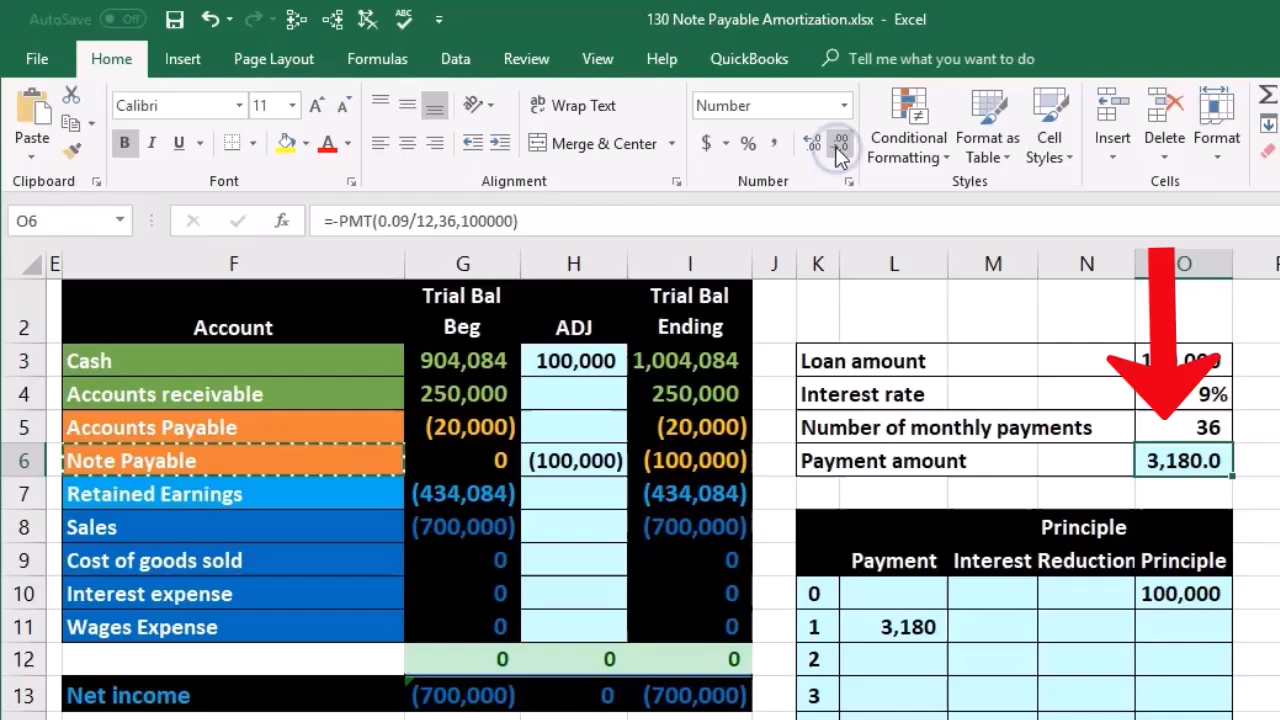 AutoSave Off ABC 130 Note Payable Amortization.xlsx - Excel
File Home Insert Page Layout Formulas Data Review View Help QuickBooks Tell me what you want to do
Calibri 11 A A ab Wrap Text Number
Paste B I U A Merge & Center $ % , Conditional Formatting Format as Table Cell Styles Insert Delete Format
Clipboard Font Alignment Number Styles Cells
O6 fx =-PMT(0.09/12,36,100000)
E F G H I J K L M N O
2 Account Trial Bal Beg ADJ Trial Bal Ending
3 Cash 904,084 100,000 1,004,084 Loan amount
4 Accounts receivable 250,000 250,000 Interest rate 9%
5 Accounts Payable (20,000) (20,000) Number of monthly payments 36
6 Note Payable 0 (100,000) (100,000) Payment amount 3,180.0
7 Retained Earnings (434,084) (434,084)
8 Sales (700,000) (700,000) Principle
9 Cost of goods sold 0 0 Payment Interest Reduction Principle
10 Interest expense 0 0 0 100,000
11 Wages Expense 0 0 1 3,180
12 0 0 0 2
13 Net income (700,000) 0 (700,000) 3